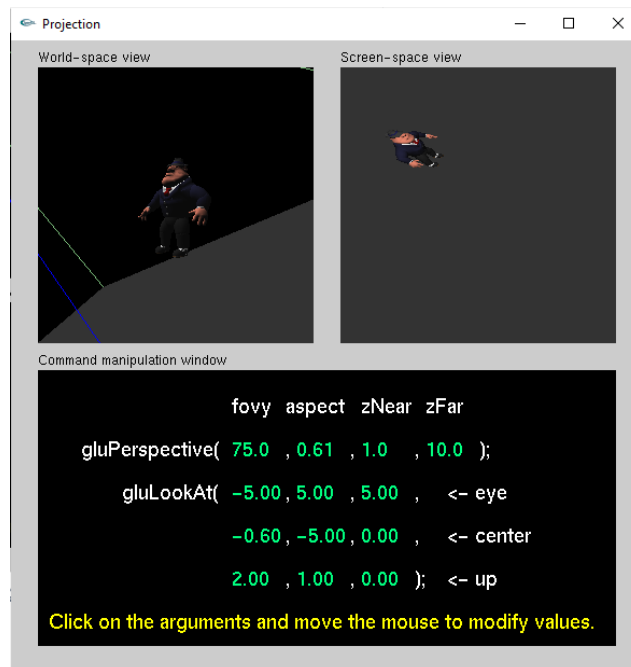 Projection
World-space view
Screen-space view
Command manipulation window
fovy aspect zNear zFar
gluPerspective( 75.0 , 0.61 , 1.0 , 10.0 );
gluLookAt( -5.00 , 5.00 , 5.00 , <- eye
-0.60 , -5.00 , 0.00 , <- center
2.00 , 1.00 , 0.00 ); <- up
Click on the arguments and move the mouse to modify values.